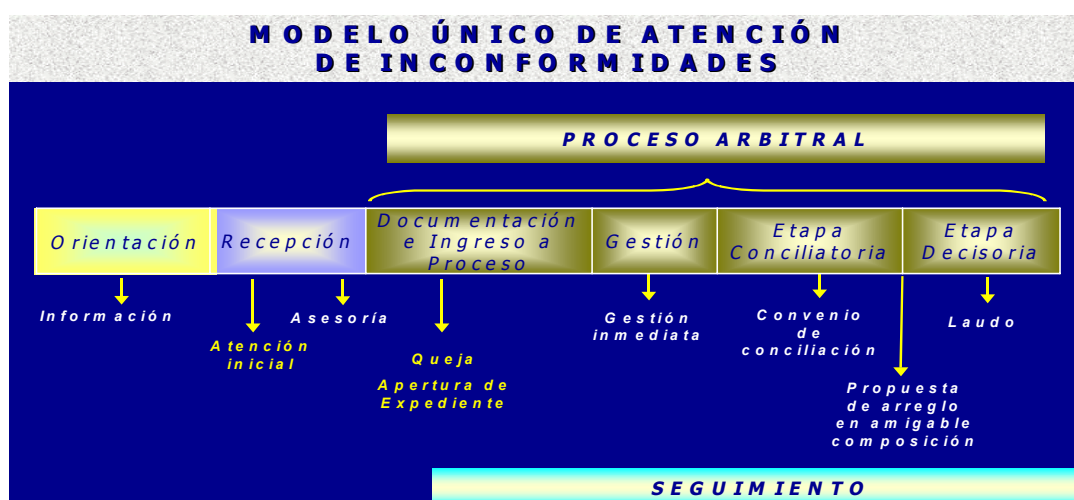 MODELO ÚNICO DE ATENCIÓN
DE INCONFORMIDADES
PROCESO ARBITRAL
Orientación
Recepción
Documentación
e Ingreso a
Proceso
Gestión
Etapa
Conciliatoria
Etapa
Decisoria
Información
Atención
inicial
Asesoría
Queja
Apertura de
Expediente
Gestión
inmediata
Convenio
de
conciliación
Propuesta
de arreglo
en amigable
composición
Laudo
SEGUIMIENTO